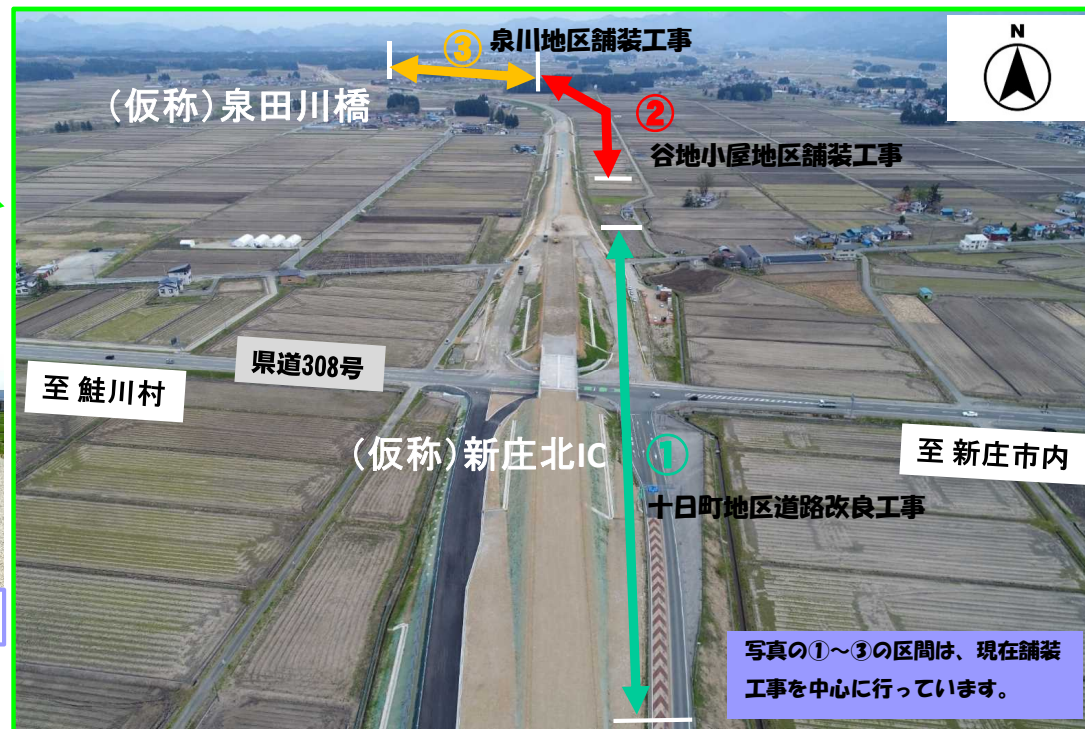 ③ 泉川地区舗装工事
N
(仮称)泉田川橋
②
谷地小屋地区舗装工事
県道308号
至 鮭川村
(仮称)新庄北IC
①
至 新庄市内
十日町地区道路改良工事
写真の①～③の区間は、現在舗装
工事を中心に行っています。